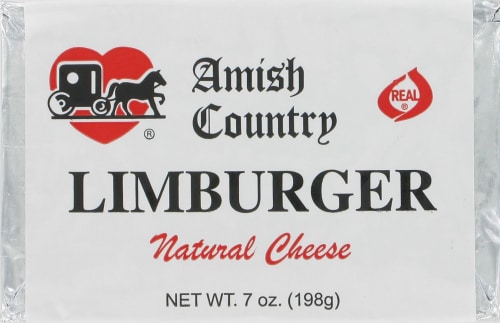 Amish
Country
®
REAL
®
LIMBURGER
Natural Cheese
NET WT. 7 oz. (198g)